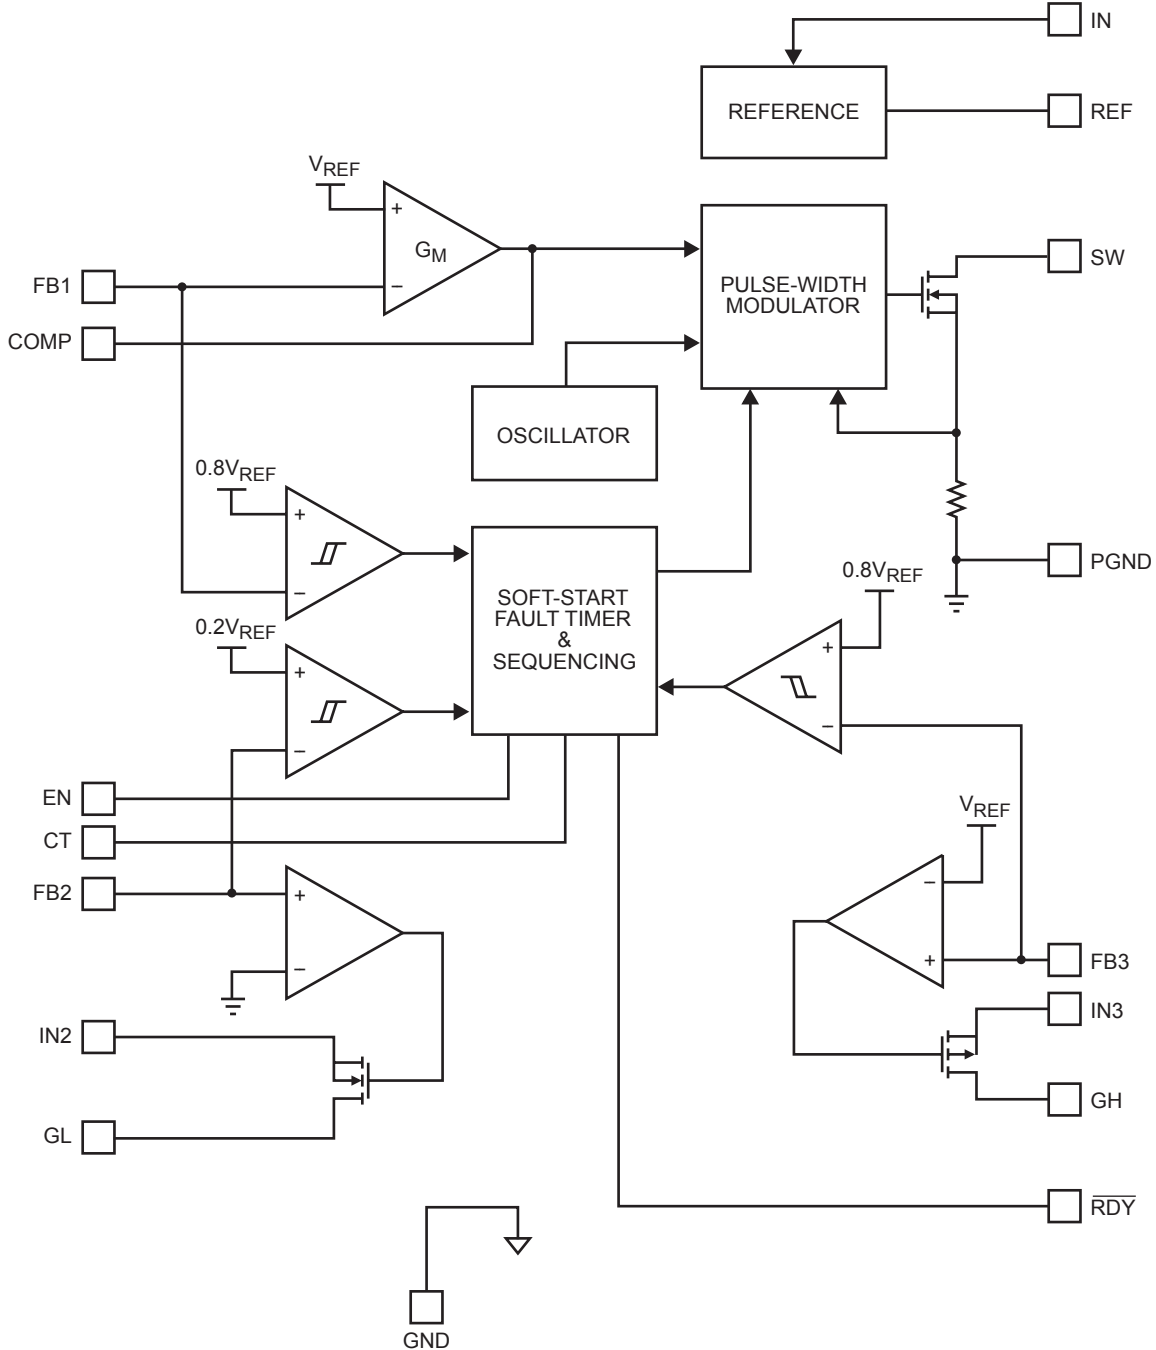 IN
REFERENCE
REF
VREF
+
GM
−
FB1
COMP
PULSE-WIDTH
MODULATOR
SW
OSCILLATOR
0.8VREF
+
−
SOFT-START
FAULT TIMER
&
SEQUENCING
PGND
0.8VREF
+
−
0.2VREF
+
−
EN
CT
FB2
+
−
VREF
−
+
FB3
IN2
IN3
GL
GH
RDY
GND